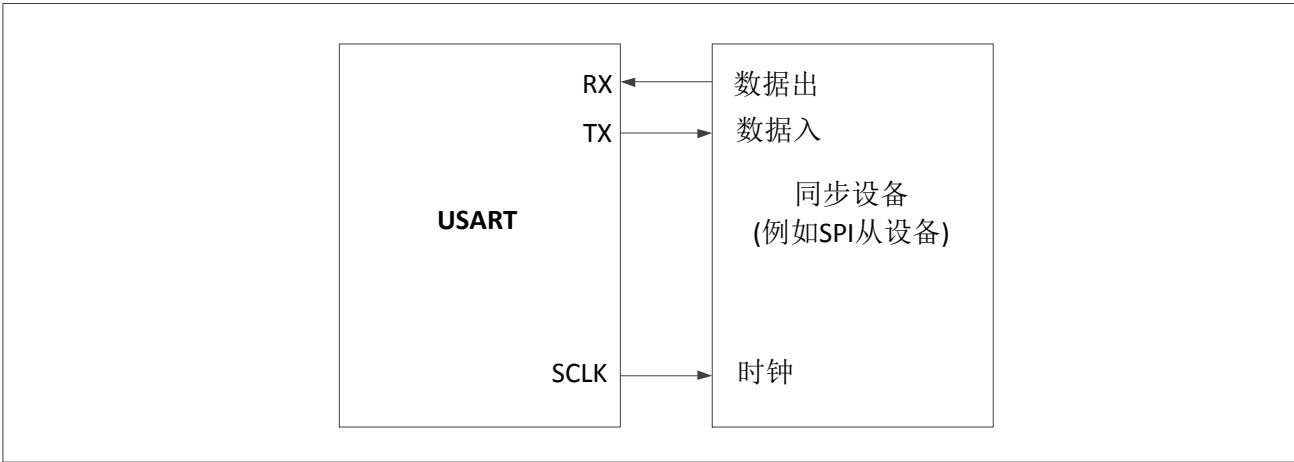 RX
数据出
TX
数据入
USART
同步设备
(例如SPI从设备)
SCLK
时钟